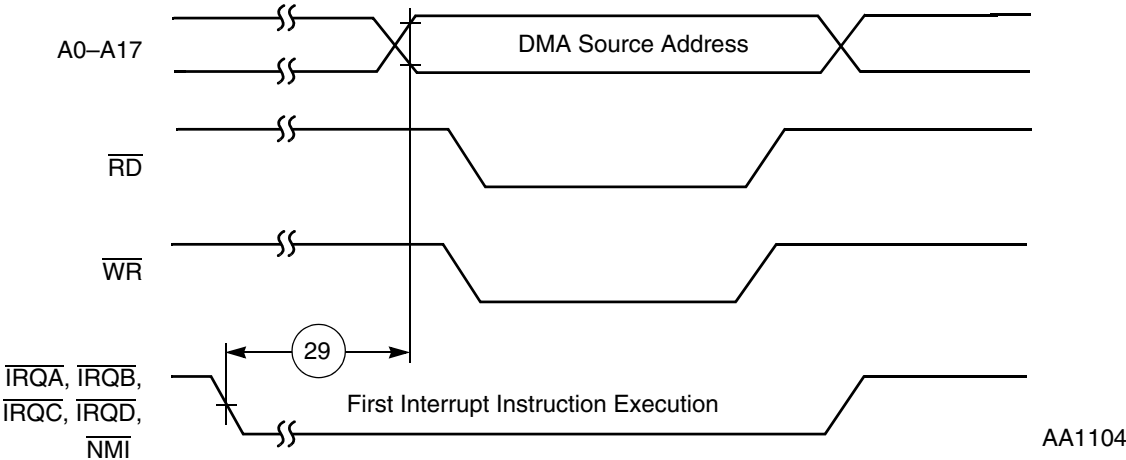 A0–A17
DMA Source Address
RD
WR
29
IRQA, IRQB,
IRQC, IRQD,
NMI
First Interrupt Instruction Execution
AA1104